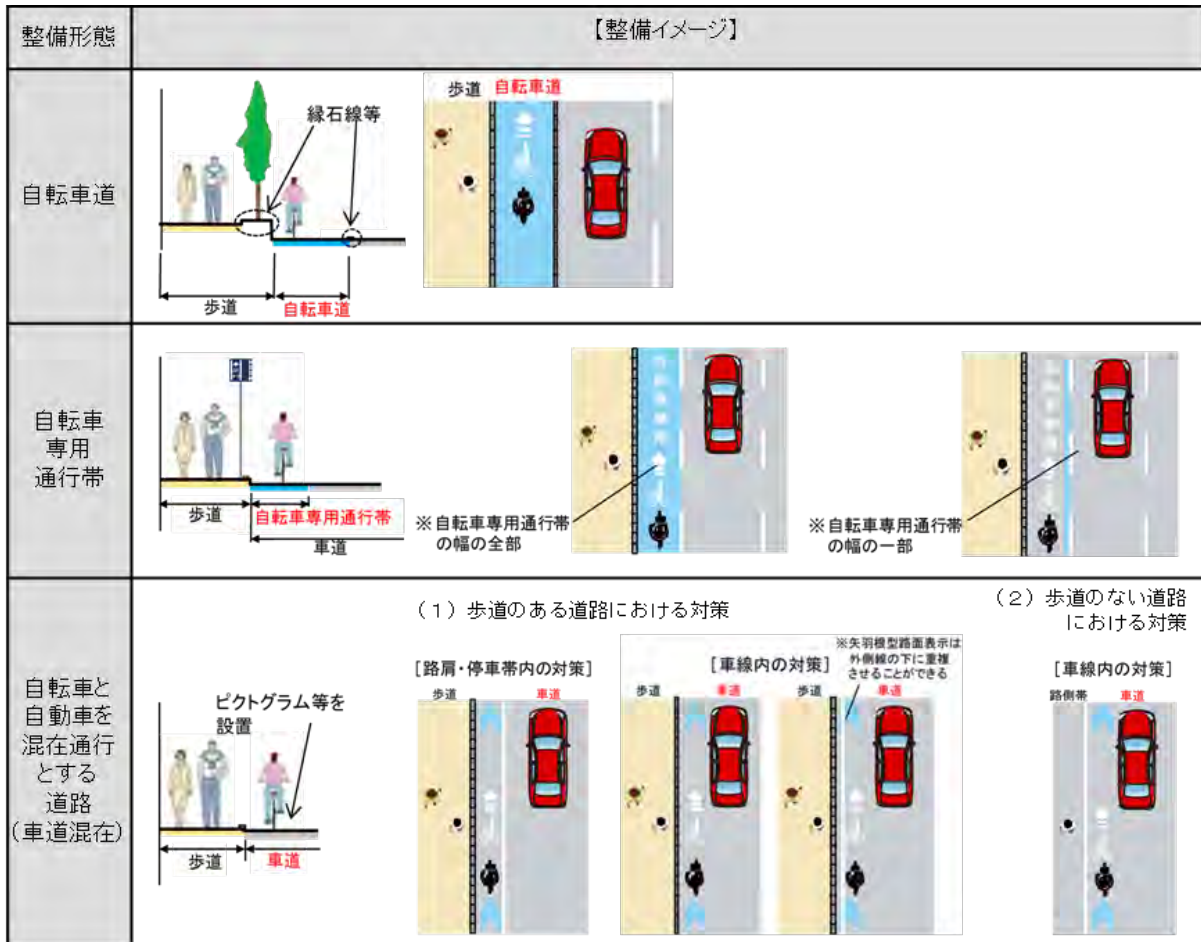 整備形態
【整備イメージ】
自転車道
縁石線等
歩道
自転車道
歩道 自転車道
自転車
専用
通行帯
歩道
自転車専用通行帯
車道
※自転車専用通行帯
の幅の全部
※自転車専用通行帯
の幅の一部
自転車と
自動車を
混在通行
とする
道路
(車道混在)
ピクトグラム等を
設置
歩道
車道
(1)歩道のある道路における対策
[路肩・停車帯内の対策]
歩道
車道
[車線内の対策]
※矢羽根型路面表示は
外側線の下に重複
させることができる
歩道
車道
歩道
車道
(2)歩道のない道路
における対策
[車線内の対策]
路側帯
車道